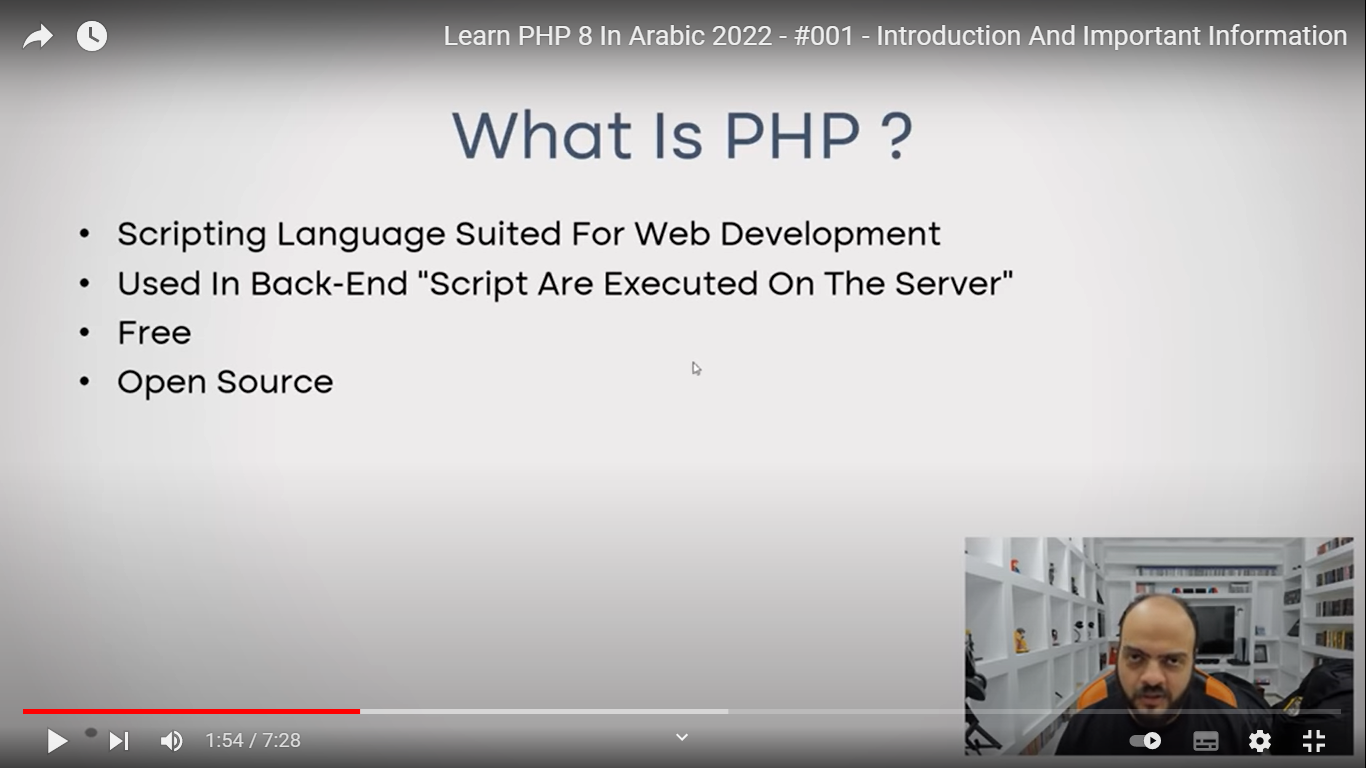 Learn PHP 8 In Arabic 2022 - #001 - Introduction And Important Information
What Is PHP ?
• Scripting Language Suited For Web Development
• Used In Back-End "Script Are Executed On The Server"
• Free
• Open Source
1:54 / 7:28